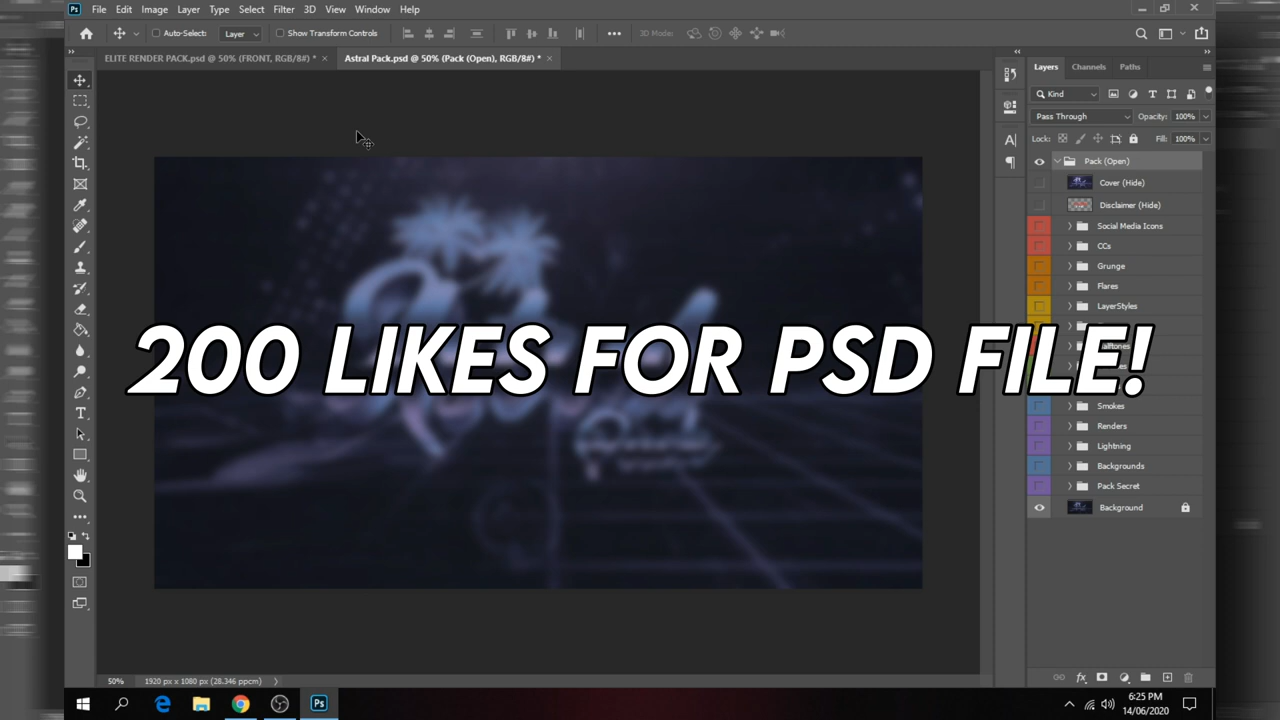 Ps File Edit Image Layer Type Select Filter 3D View Window Help
Auto-Select: Layer Show Transform Controls 3D Mode:
ELITE RENDER PACK.psd @ 50% (FRONT, RGB/8#) * × Astral Pack.psd @ 50% (Pack (Open), RGB/8#) * ×
Layers Channels Paths
Kind
Pass Through Opacity: 100%
Lock: Fill: 100%
Pack (Open)
Cover (Hide)
Disclaimer (Hide)
Social Media Icons
CCs
Grunge
Flares
LayerStyles
200 LIKES FOR PSD FILE!
Smokes
Renders
Lightning
Backgrounds
Pack Secret
Background
50% 1920 px x 1080 px (28.346 ppcm)
Ps
6:25 PM
14/06/2020